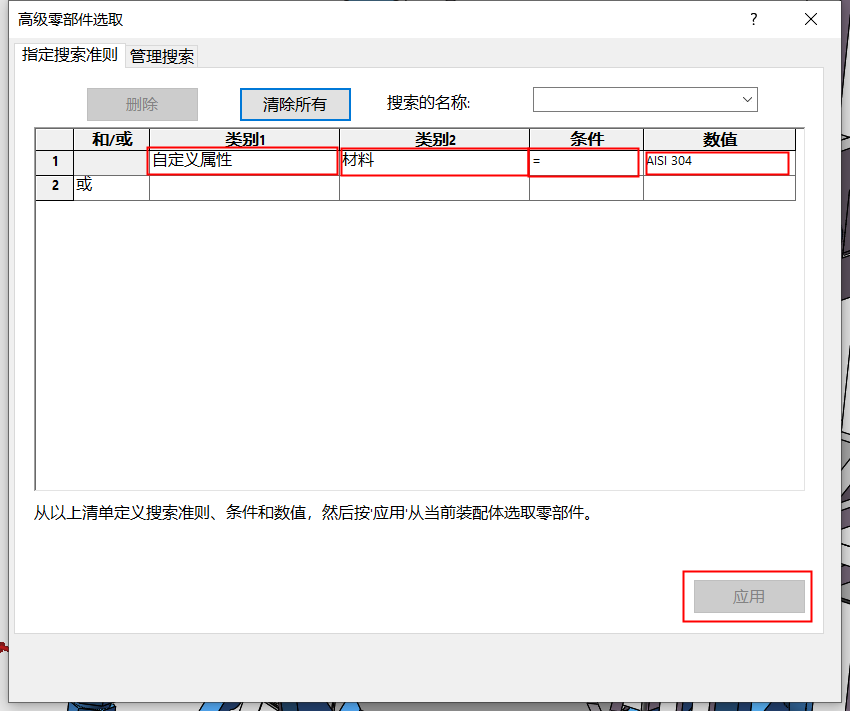 高级零部件选取
?
指定搜索准则 管理搜索
删除 清除所有 搜索的名称:
和/或 类别1 类别2 条件 数值
1 自定义属性 材料 = AISI 304
2 或
从以上清单定义搜索准则、条件和数值，然后按'应用'从当前装配体选取零部件。
应用